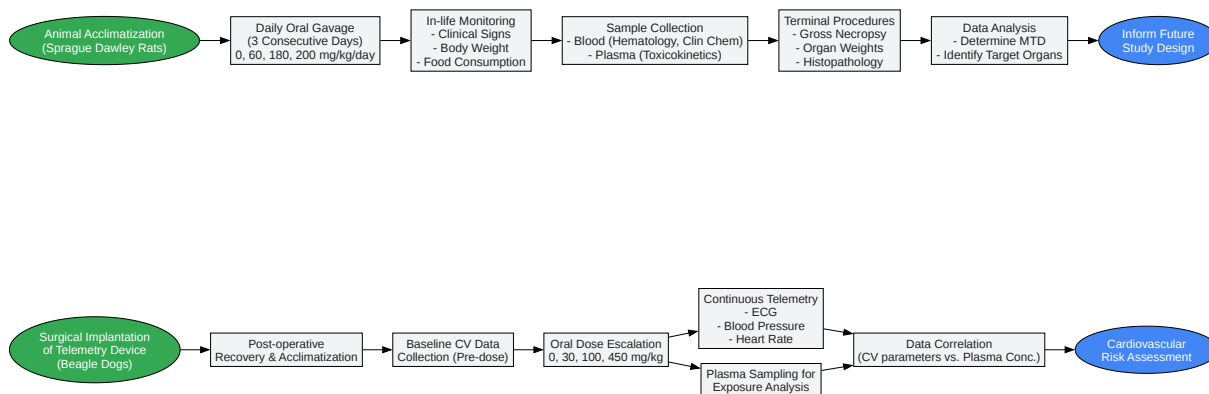 Animal Acclimatization
(Sprague Dawley Rats)
Daily Oral Gavage
(3 Consecutive Days)
0, 60, 180, 200 mg/kg/day
In-life Monitoring
- Clinical Signs
- Body Weight
- Food Consumption
Sample Collection
- Blood (Hematology, Clin Chem)
- Plasma (Toxicokinetics)
Terminal Procedures
- Gross Necropsy
- Organ Weights
- Histopathology
Data Analysis
- Determine MTD
- Identify Target Organs
Inform Future
Study Design
Surgical Implantation
of Telemetry Device
(Beagle Dogs)
Post-operative
Recovery & Acclimatization
Baseline CV Data
Collection (Pre-dose)
Oral Dose Escalation
0, 30, 100, 450 mg/kg
Continuous Telemetry
- ECG
- Blood Pressure
- Heart Rate
Plasma Sampling for
Exposure Analysis
Data Correlation
(CV parameters vs. Plasma Conc.)
Cardiovascular
Risk Assessment